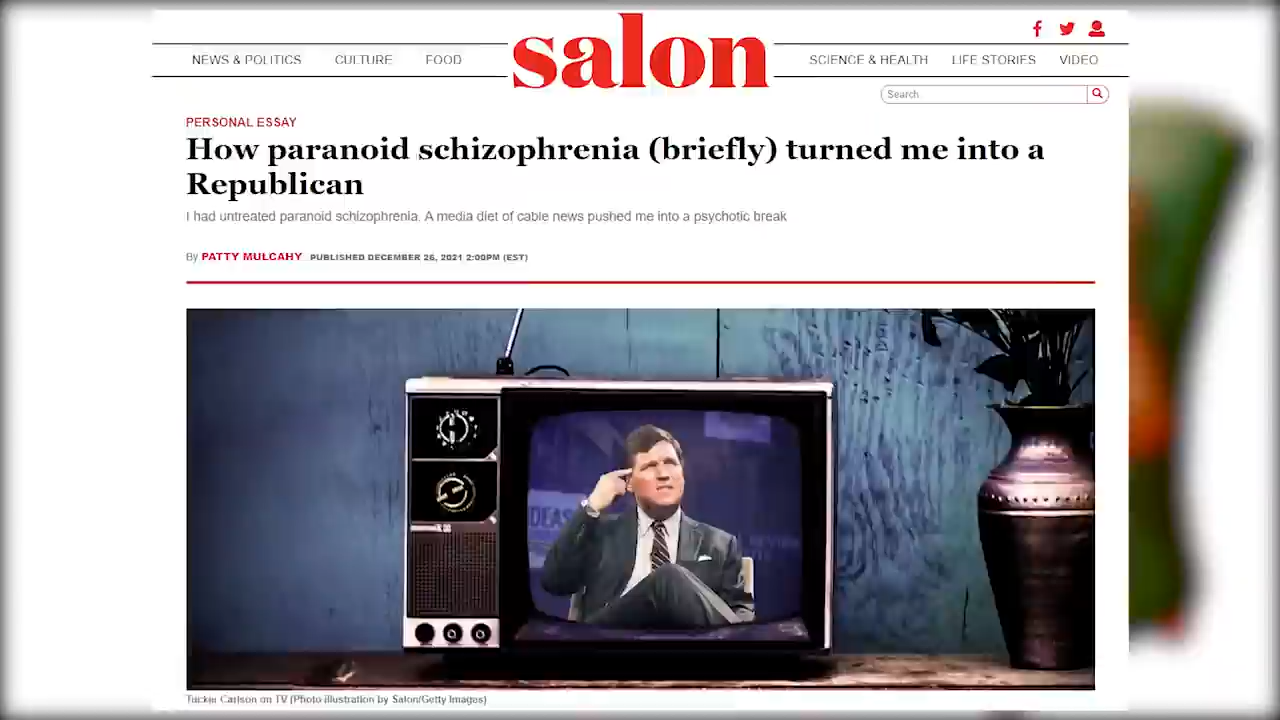 salon
NEWS & POLITICS CULTURE FOOD SCIENCE & HEALTH LIFE STORIES VIDEO
Search
PERSONAL ESSAY
How paranoid schizophrenia (briefly) turned me into a
Republican
I had untreated paranoid schizophrenia. A media diet of cable news pushed me into a psychotic break
By PATTY MULCAHY PUBLISHED DECEMBER 26, 2021 2:00PM (EST)
IDEAS
Tucker Carlson on TV (Photo illustration by Salon/Getty Images)